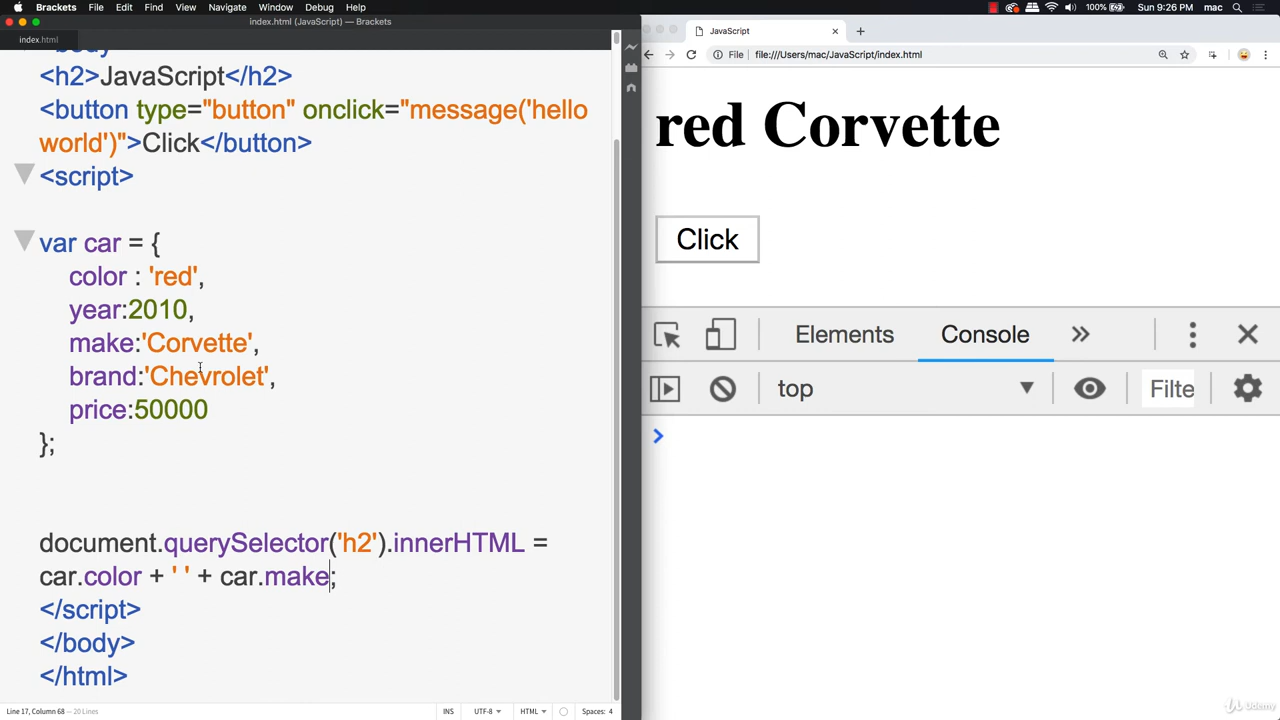 Brackets File Edit Find View Navigate Window Debug Help 100% Sun 9:26 PM mac
index.html (JavaScript) — Brackets
index.html
<h2>JavaScript</h2>
<button type="button" onclick="message('hello
world')">Click</button>
<script>
var car = {
color : 'red',
year:2010,
make:'Corvette',
brand:'Chevrolet',
price:50000
};
document.querySelector('h2').innerHTML =
car.color + ' ' + car.make;
</script>
</body>
</html>
Line 17, Column 68 — 20 Lines INS UTF-8 HTML Spaces: 4
JavaScript
File file:///Users/mac/JavaScript/index.html
red Corvette
Click
Elements Console
top Filte
Udemy